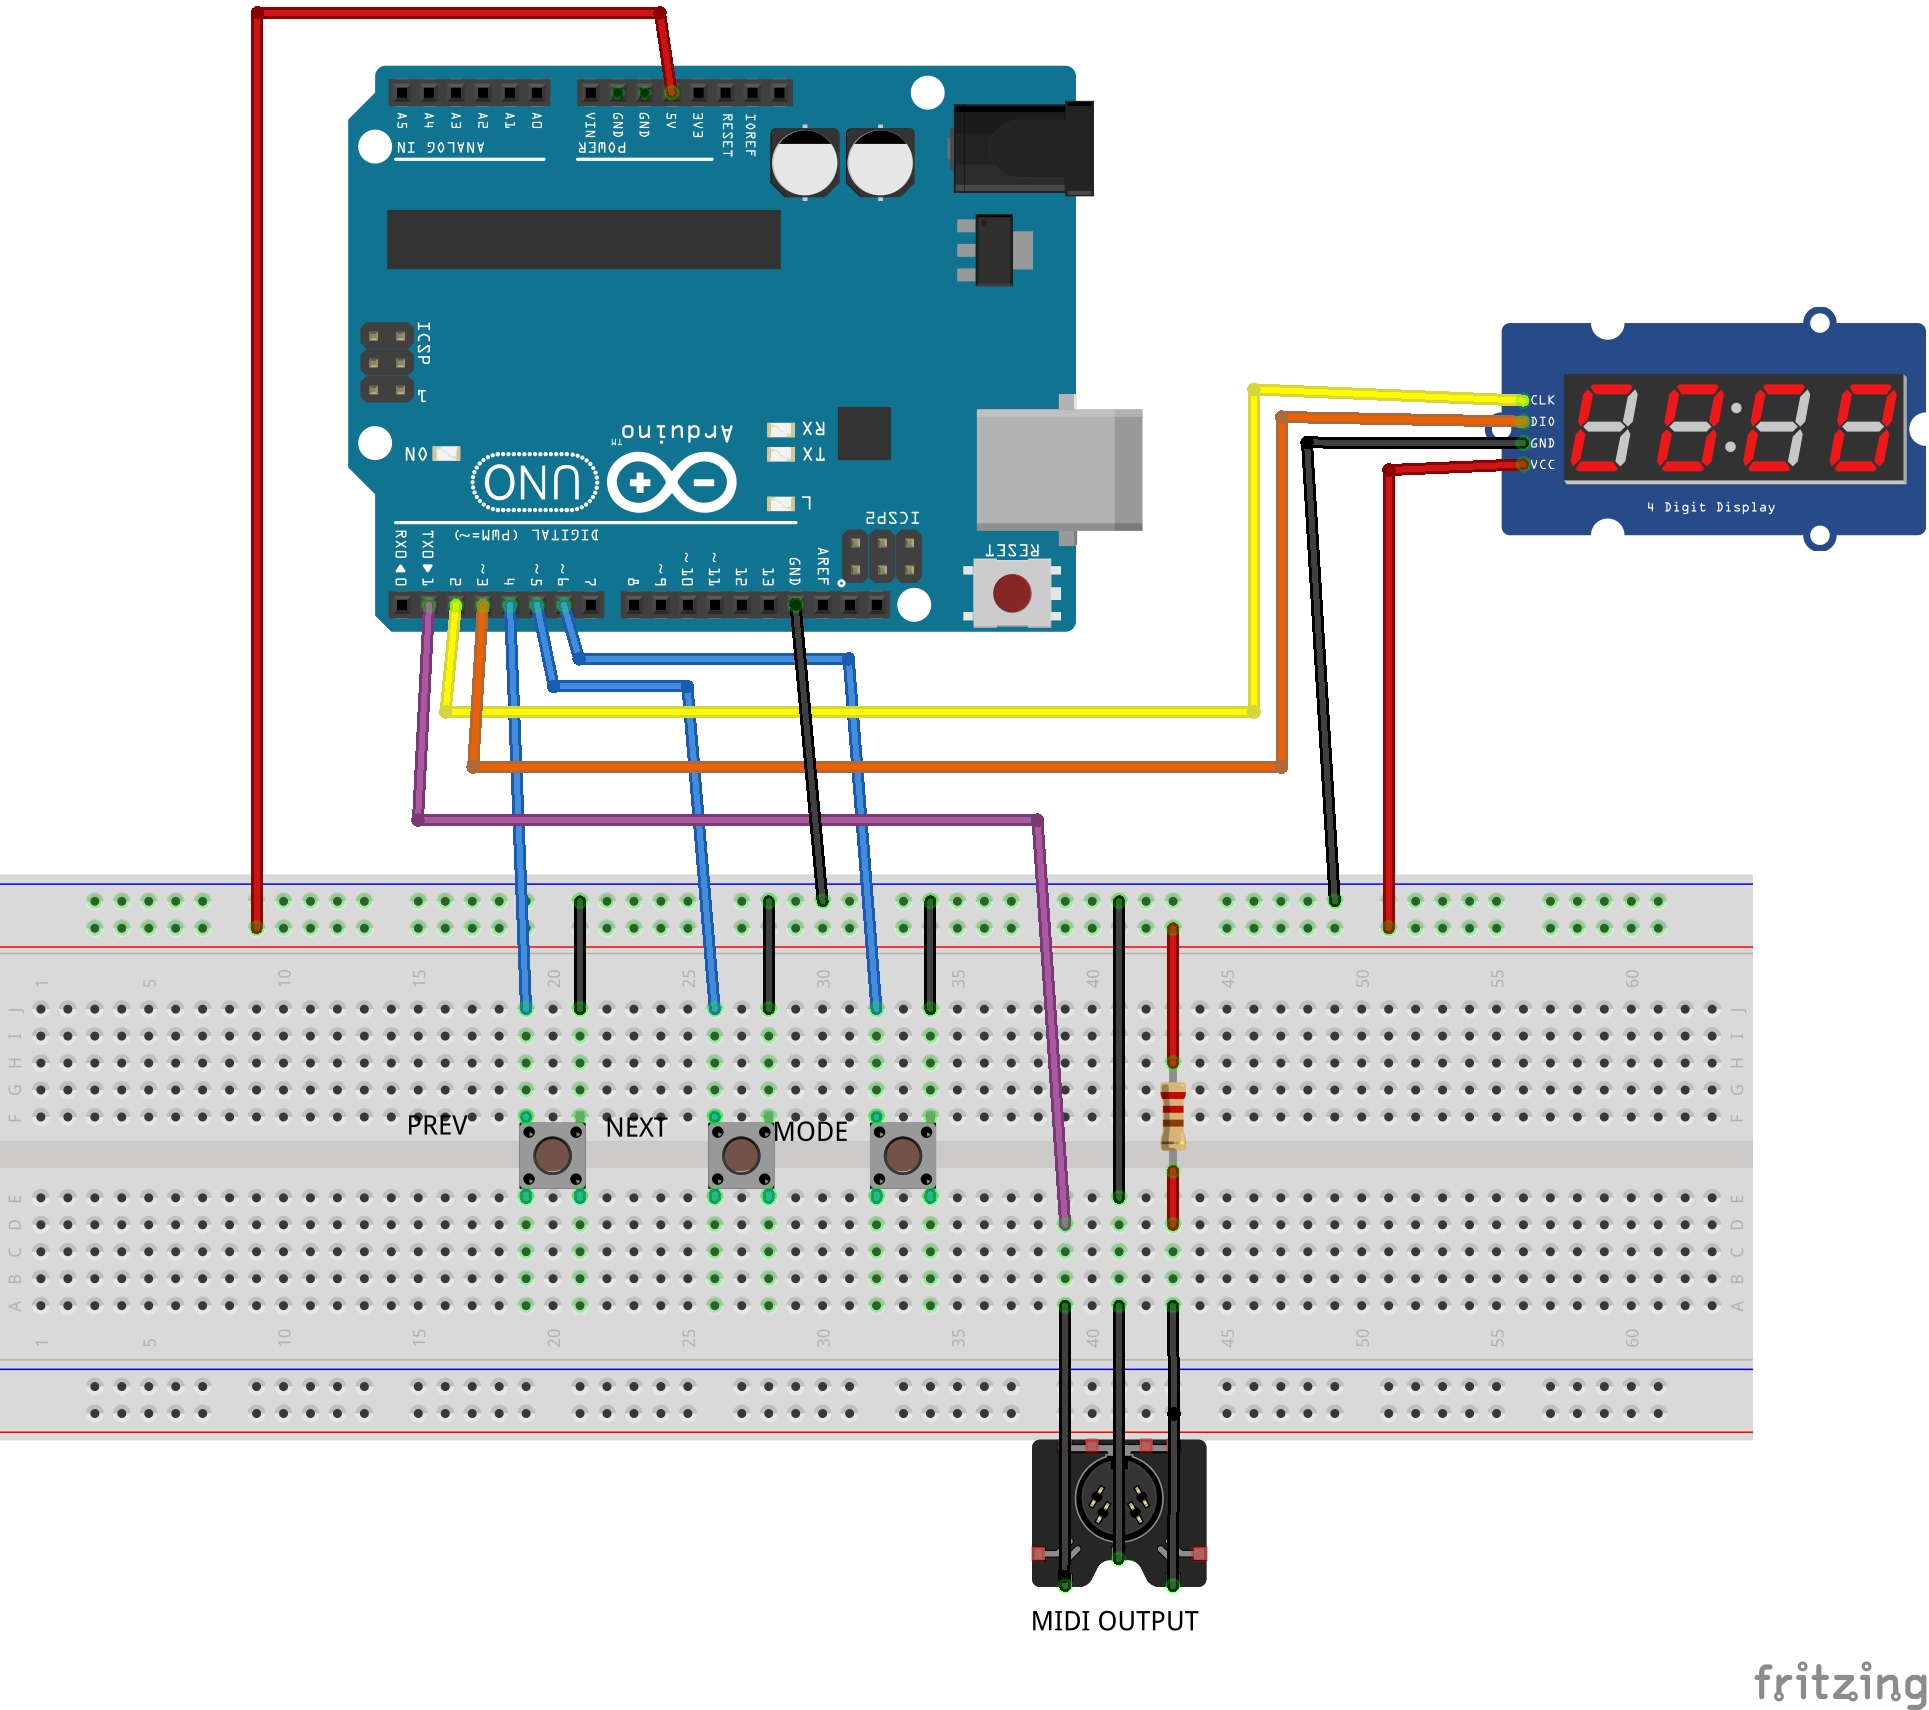 A5 A4 A3 A2 A1 A0
VIN GND GND 5V 3V3 RESET IOREF
ANALOG IN
POWER
ICSP
1
ON
UNO
Arduino™
RX
TX
L
ICSP2
RESET
DIGITAL (PWM=~)
RX0◄0 TX0►1 2 ~3 4 ~5 ~6 7 8 ~9 ~10 ~11 12 13 GND AREF
CLK
DIO
GND
VCC
4 Digit Display
1 5 10 15 20 25 30 35 40 45 50 55 60
J J
I I
H H
G G
F F
PREV NEXT MODE
E E
D D
C C
B B
A A
1 5 10 15 20 25 30 35 40 45 50 55 60
MIDI OUTPUT
fritzing